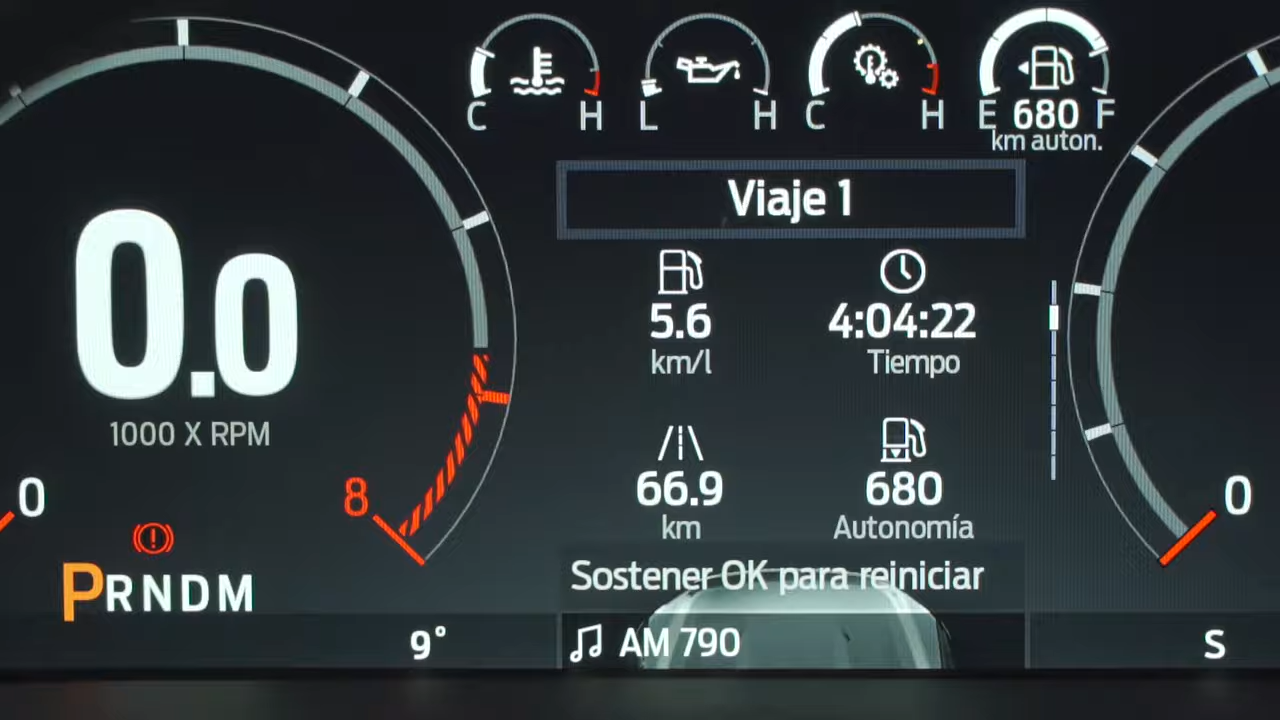 C H
L H
C H
E 680 F
km auton.
Viaje 1
0.0
1000 X RPM
5.6
km/l
4:04:22
Tiempo
66.9
km
680
Autonomía
0
8
0
PRNDM
Sostener OK para reiniciar
9°
AM 790
S